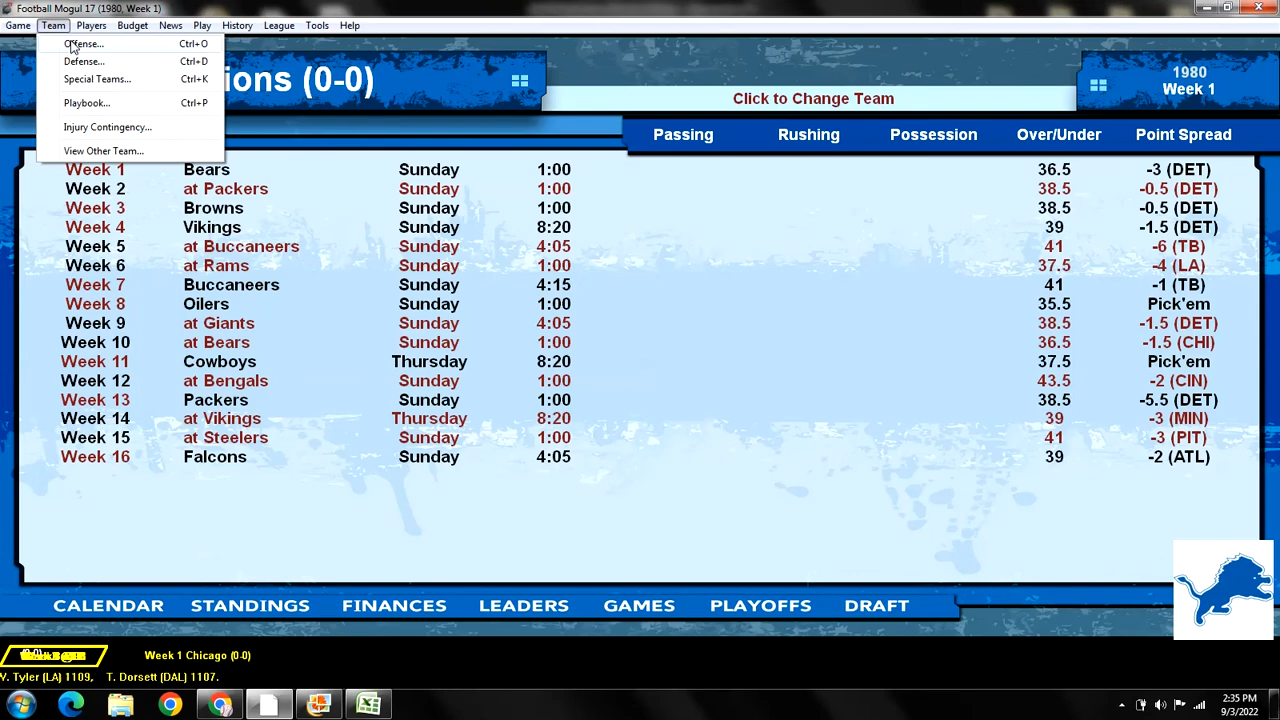 Football Mogul 17 (1980, Week 1)
Game Team Players Budget News Play History League Tools Help
Offense... Ctrl+O
Defense... Ctrl+D
Special Teams... Ctrl+K
Playbook... Ctrl+P
Injury Contingency...
View Other Team...
ions (0-0)
Click to Change Team
1980
Week 1
Passing Rushing Possession Over/Under Point Spread
Week 1 Bears Sunday 1:00 36.5 -3 (DET)
Week 2 at Packers Sunday 1:00 38.5 -0.5 (DET)
Week 3 Browns Sunday 1:00 38.5 -0.5 (DET)
Week 4 Vikings Sunday 8:20 39 -1.5 (DET)
Week 5 at Buccaneers Sunday 4:05 41 -6 (TB)
Week 6 at Rams Sunday 1:00 37.5 -4 (LA)
Week 7 Buccaneers Sunday 4:15 41 -1 (TB)
Week 8 Oilers Sunday 1:00 35.5 Pick'em
Week 9 at Giants Sunday 4:05 38.5 -1.5 (DET)
Week 10 at Bears Sunday 1:00 36.5 -1.5 (CHI)
Week 11 Cowboys Thursday 8:20 37.5 Pick'em
Week 12 at Bengals Sunday 1:00 43.5 -2 (CIN)
Week 13 Packers Sunday 1:00 38.5 -5.5 (DET)
Week 14 at Vikings Thursday 8:20 39 -3 (MIN)
Week 15 at Steelers Sunday 1:00 41 -3 (PIT)
Week 16 Falcons Sunday 4:05 39 -2 (ATL)
CALENDAR STANDINGS FINANCES LEADERS GAMES PLAYOFFS DRAFT
Week 1 Chicago (0-0)
Tyler (LA) 1109, T. Dorsett (DAL) 1107.
2:35 PM
9/3/2022